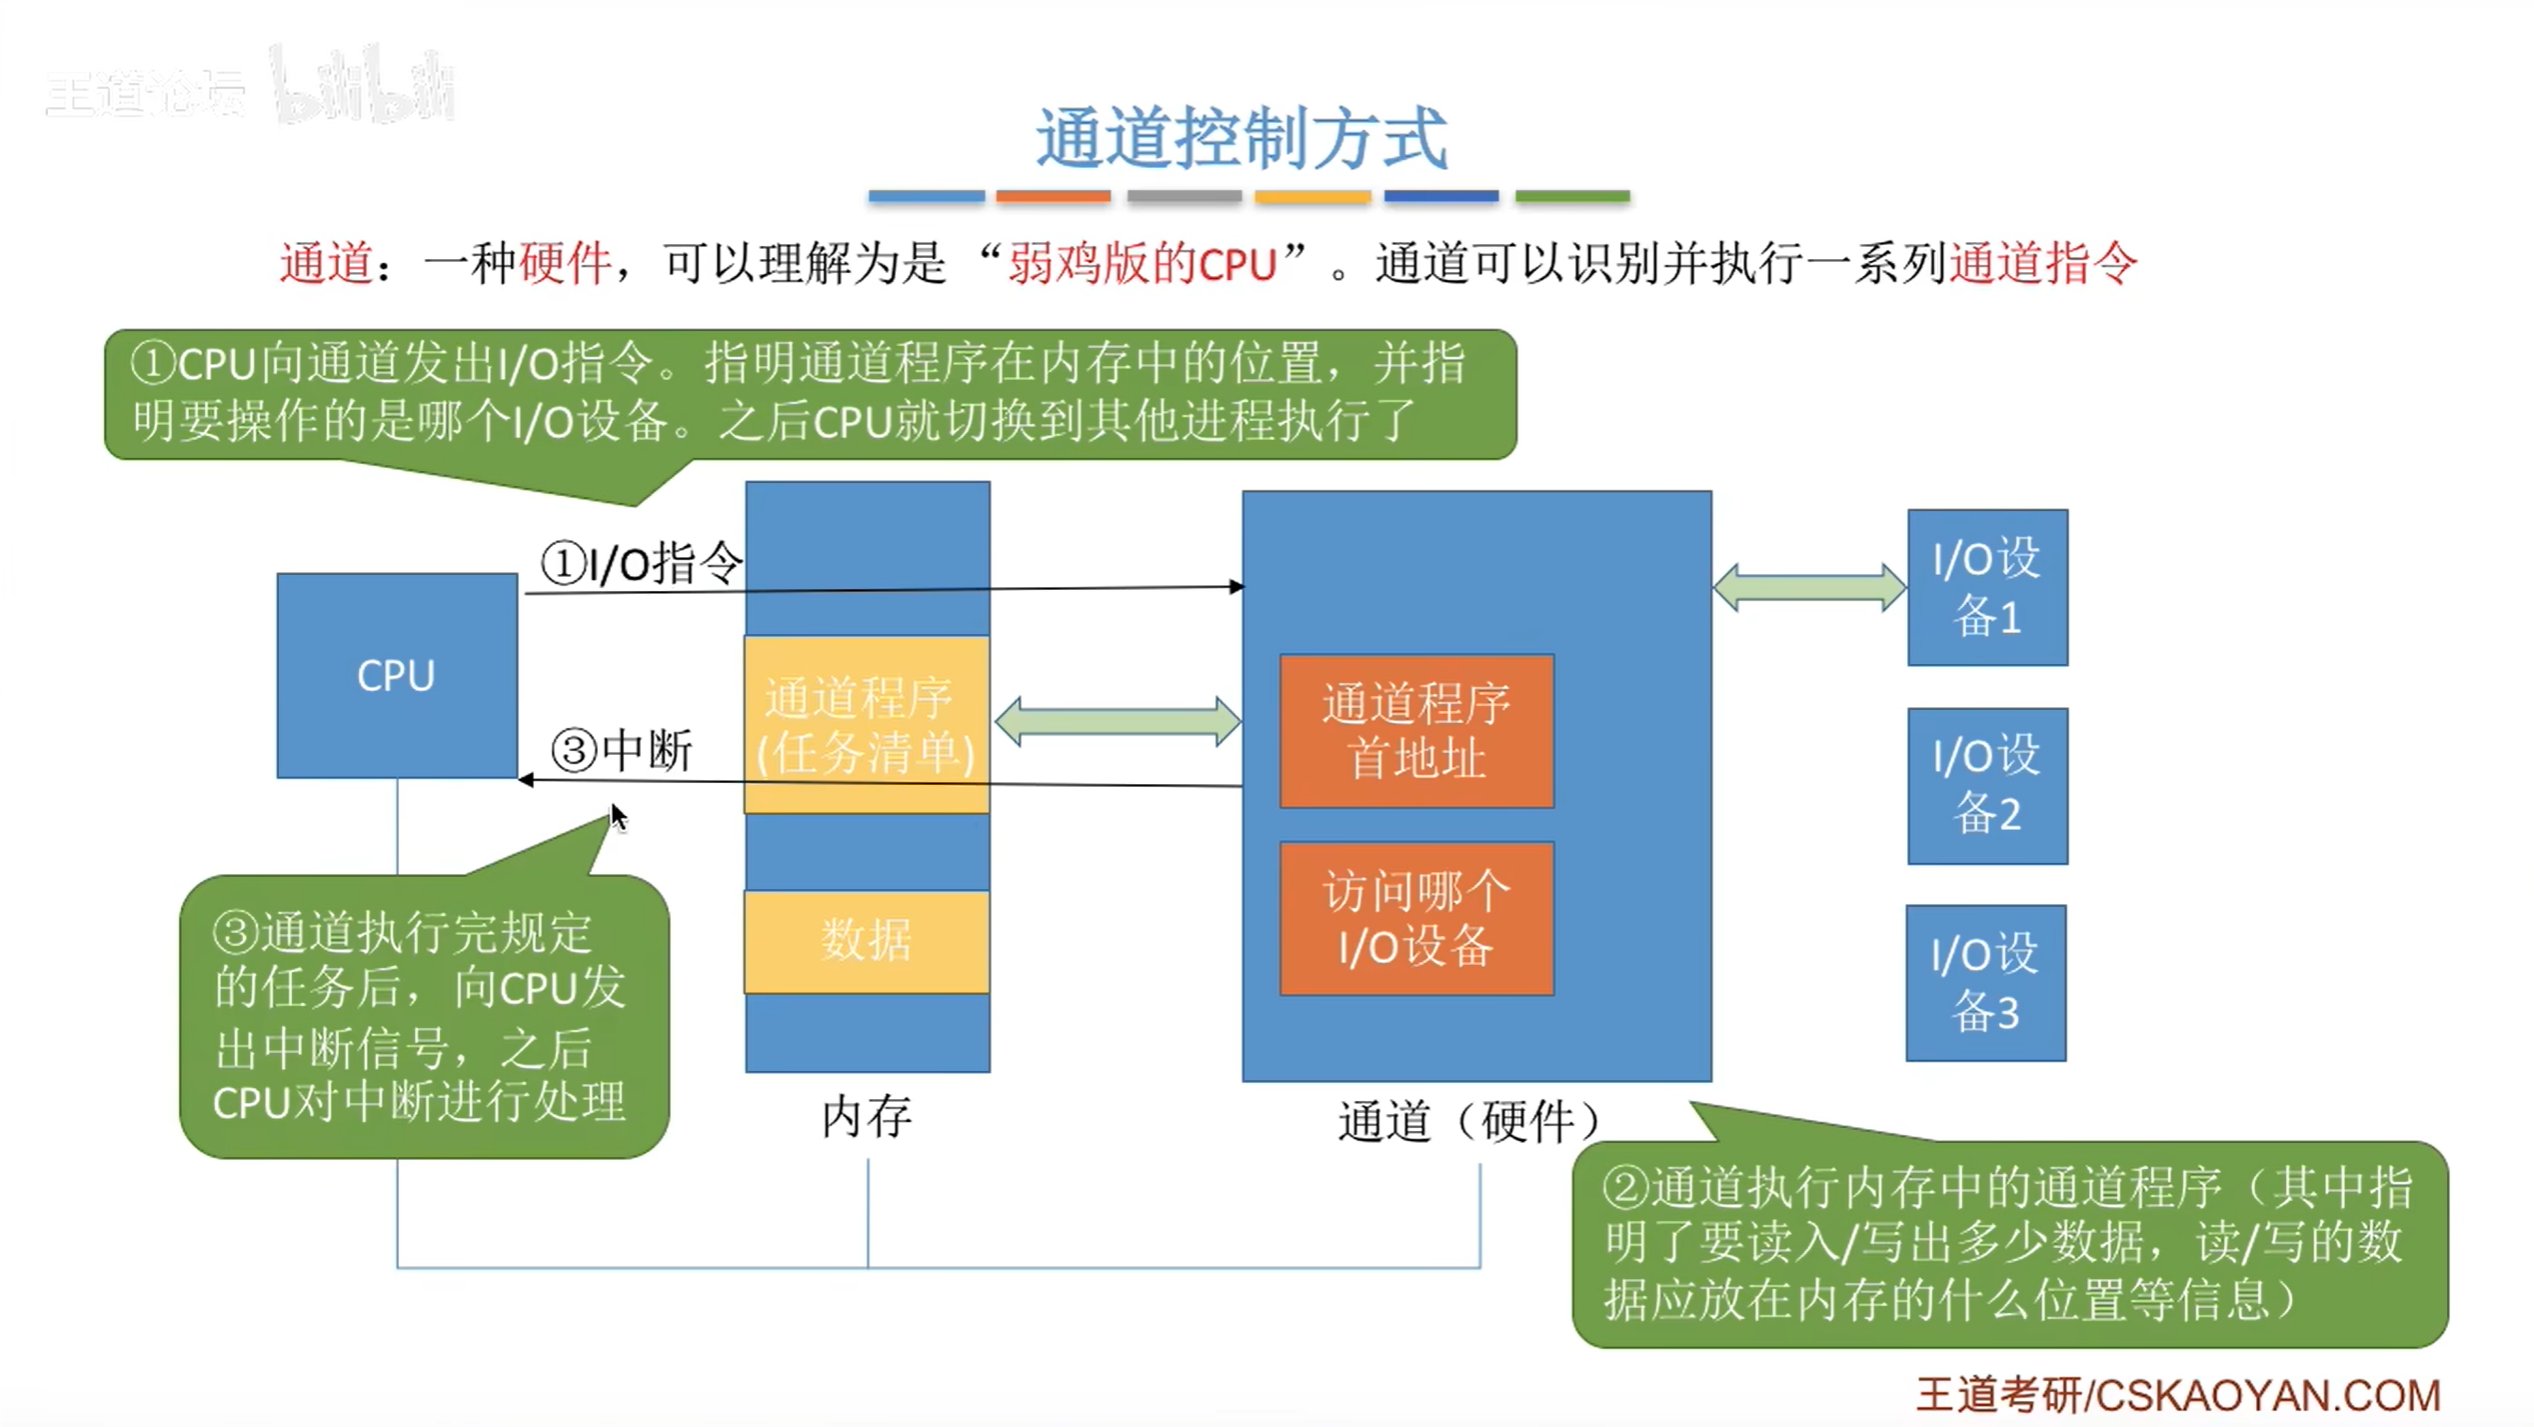 王道论坛 bilibili
通道控制方式
通道：一种硬件，可以理解为是“弱鸡版的CPU”。通道可以识别并执行一系列通道指令
①CPU向通道发出I/O指令。指明通道程序在内存中的位置，并指
明要操作的是哪个I/O设备。之后CPU就切换到其他进程执行了
①I/O指令
CPU
③中断
通道程序
(任务清单)
数据
内存
通道程序
首地址
访问哪个
I/O设备
通道（硬件）
I/O设
备1
I/O设
备2
I/O设
备3
③通道执行完规定
的任务后，向CPU发
出中断信号，之后
CPU对中断进行处理
②通道执行内存中的通道程序（其中指
明了要读入/写出多少数据，读/写的数
据应放在内存的什么位置等信息）
王道考研/CSKAOYAN.COM